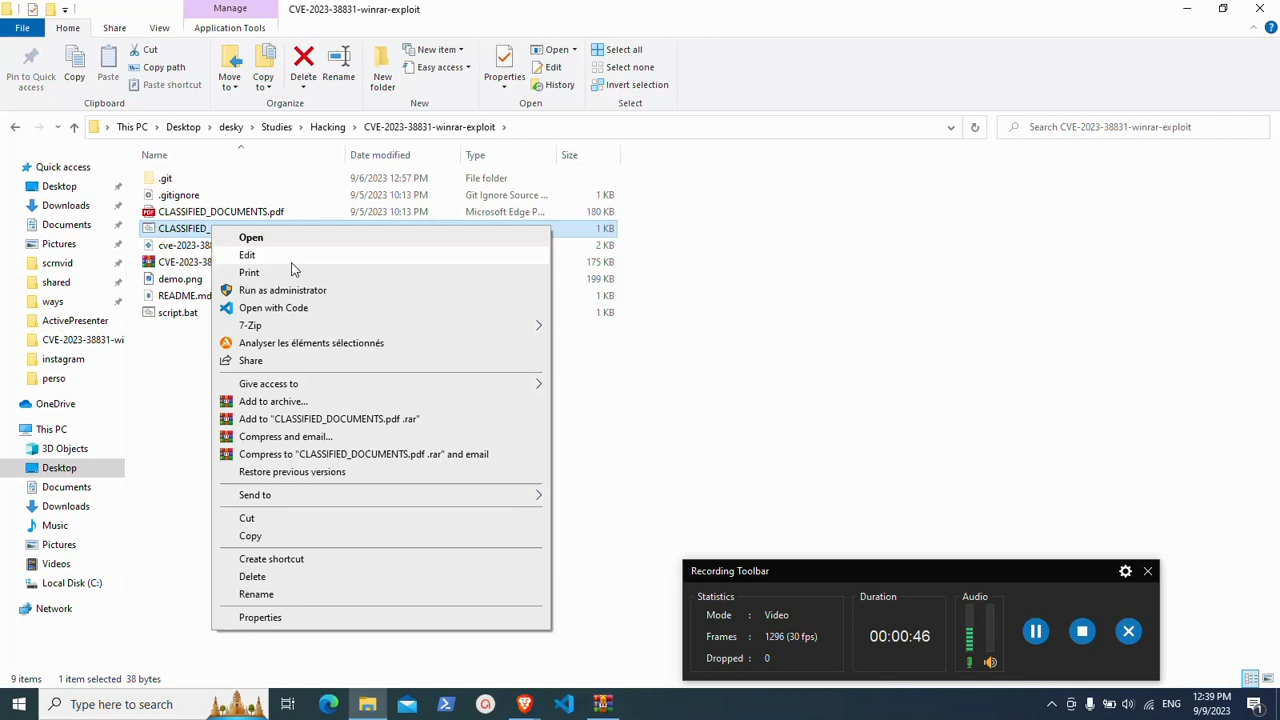 Manage
CVE-2023-38831-winrar-exploit
File
Home
Share
View
Application Tools
Pin to Quick access
Copy
Paste
Cut
Copy path
Paste shortcut
Clipboard
Move to
Copy to
Delete
Rename
Organize
New folder
New item
Easy access
New
Properties
Open
Edit
History
Open
Select all
Select none
Invert selection
Select
This PC > Desktop > desky > Studies > Hacking > CVE-2023-38831-winrar-exploit >
Search CVE-2023-38831-winrar-exploit
Quick access
Desktop
Downloads
Documents
Pictures
scrnvid
shared
ways
ActivePresenter
CVE-2023-38831-wi
instagram
perso
OneDrive
This PC
3D Objects
Desktop
Documents
Downloads
Music
Pictures
Videos
Local Disk (C:)
Network
Name Date modified Type Size
.git 9/6/2023 12:57 PM File folder
.gitignore 9/5/2023 10:13 PM Git Ignore Source ... 1 KB
CLASSIFIED_DOCUMENTS.pdf 9/5/2023 10:13 PM Microsoft Edge P... 180 KB
CLASSIFIED_ 1 KB
cve-2023-388 2 KB
CVE-2023-388 175 KB
demo.png 199 KB
README.md 1 KB
script.bat 1 KB
Open
Edit
Print
Run as administrator
Open with Code
7-Zip
Analyser les éléments sélectionnés
Share
Give access to
Add to archive...
Add to "CLASSIFIED_DOCUMENTS.pdf .rar"
Compress and email...
Compress to "CLASSIFIED_DOCUMENTS.pdf .rar" and email
Restore previous versions
Send to
Cut
Copy
Create shortcut
Delete
Rename
Properties
Recording Toolbar
Statistics
Mode : Video
Frames : 1296 (30 fps)
Dropped : 0
Duration
00:00:46
Audio
9 items 1 item selected 38 bytes
Type here to search
ENG
12:39 PM
9/9/2023